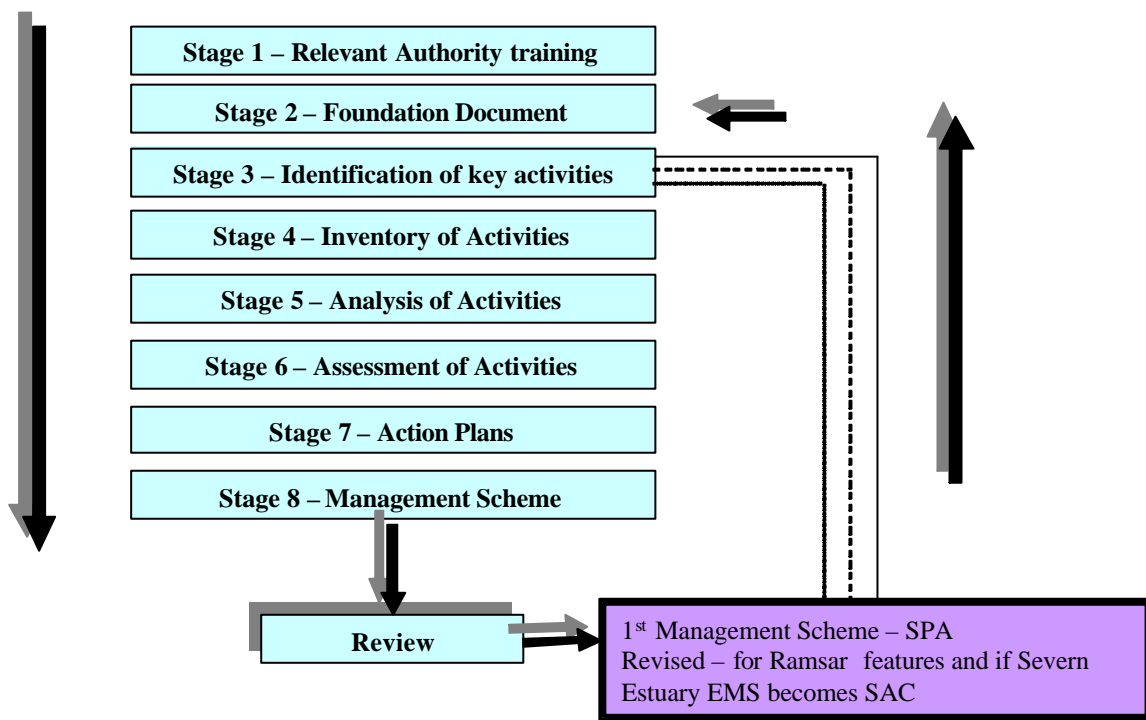 Stage 1 – Relevant Authority training
Stage 2 – Foundation Document
Stage 3 – Identification of key activities
Stage 4 – Inventory of Activities
Stage 5 – Analysis of Activities
Stage 6 – Assessment of Activities
Stage 7 – Action Plans
Stage 8 – Management Scheme
Review
1st Management Scheme – SPA
Revised – for Ramsar features and if Severn
Estuary EMS becomes SAC